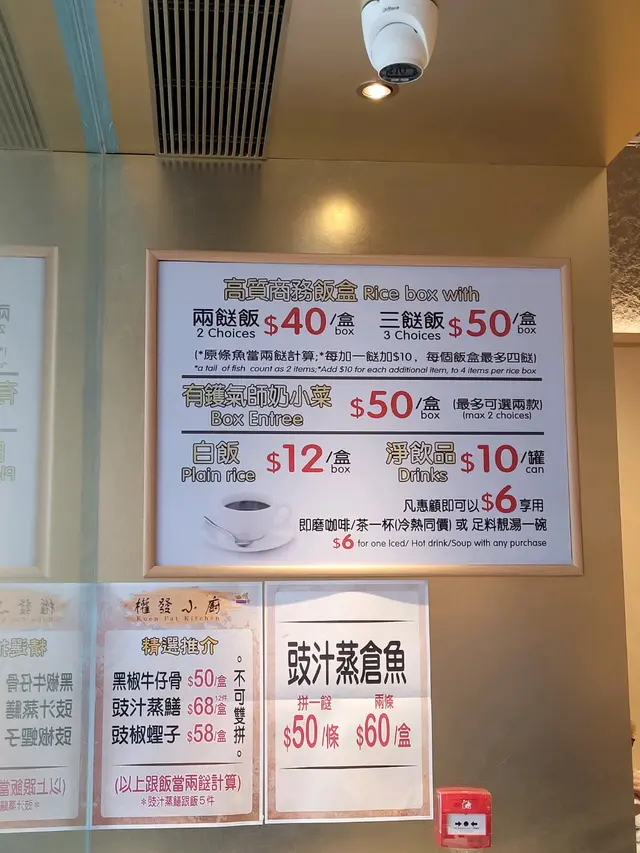 高質商務飯盒 Rice box with
兩餸飯 $40/盒 三餸飯 $50/盒
2 Choices box 3 Choices box
(*原條魚當兩餸計算;*每加一餸加$10，每個飯盒最多四餸)
*a tail of fish count as 2 items;*Add $10 for each additional item, to 4 items per rice box
有鑊氣師奶小菜 $50/盒 (最多可選兩款)
Box Entree box (max 2 choices)
白飯 $12/盒 淨飲品 $10/罐
Plain rice box Drinks can
凡惠顧即可以$6享用
即磨咖啡/茶一杯(冷熱同價) 或 足料靚湯一碗
$6 for one Iced/ Hot drink/Soup with any purchase
權發小廚
Kuen Fat Kitchen
精選推介
黑椒牛仔骨 $50/盒
豉汁蒸鱔 $68/盒 12件
豉椒蟶子 $58/盒
。不可雙拼。
(以上跟飯當兩餸計算)
*豉汁蒸鱔跟飯5件
豉汁蒸倉魚
拼一餸 兩條
$50/條 $60/盒